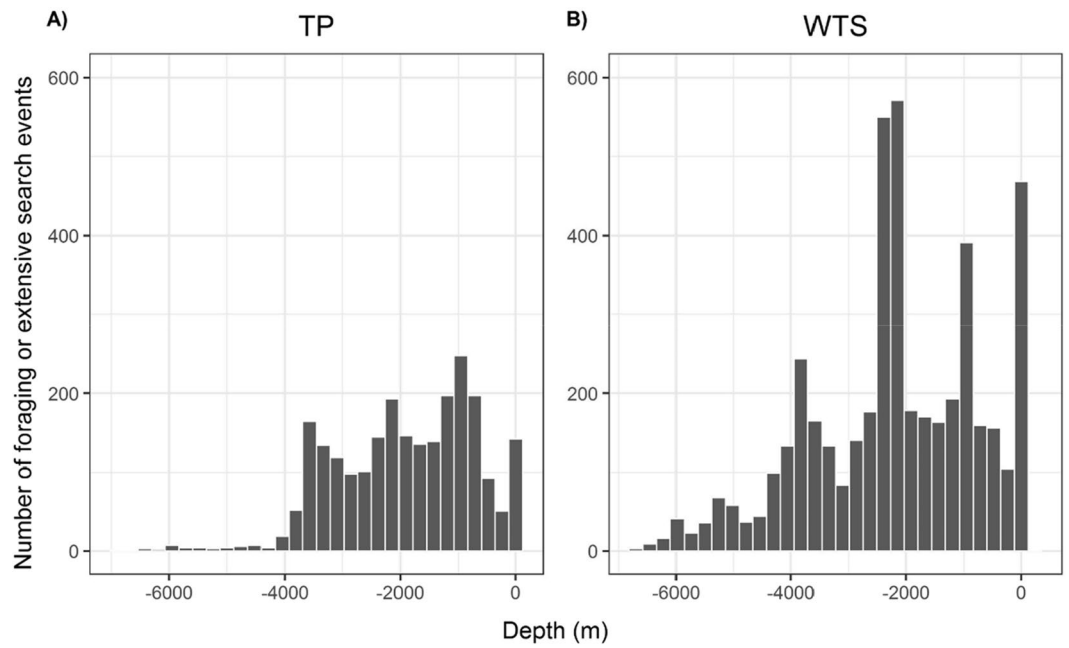 A) TP B) WTS
Number of foraging or extensive search events
600 600
400 400
200 200
0 0
-6000 -4000 -2000 0 -6000 -4000 -2000 0
Depth (m)